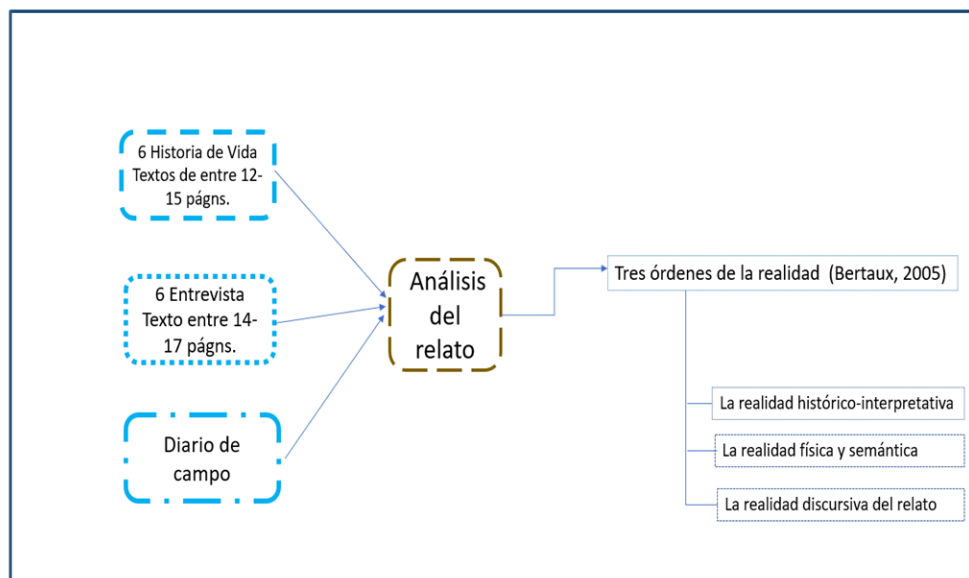 6 Historia de Vida
Textos de entre 12-
15 págns.
6 Entrevista
Texto entre 14-
17 págns.
Diario de
campo
Análisis
del
relato
Tres órdenes de la realidad (Bertaux, 2005)
La realidad histórico-interpretativa
La realidad física y semántica
La realidad discursiva del relato